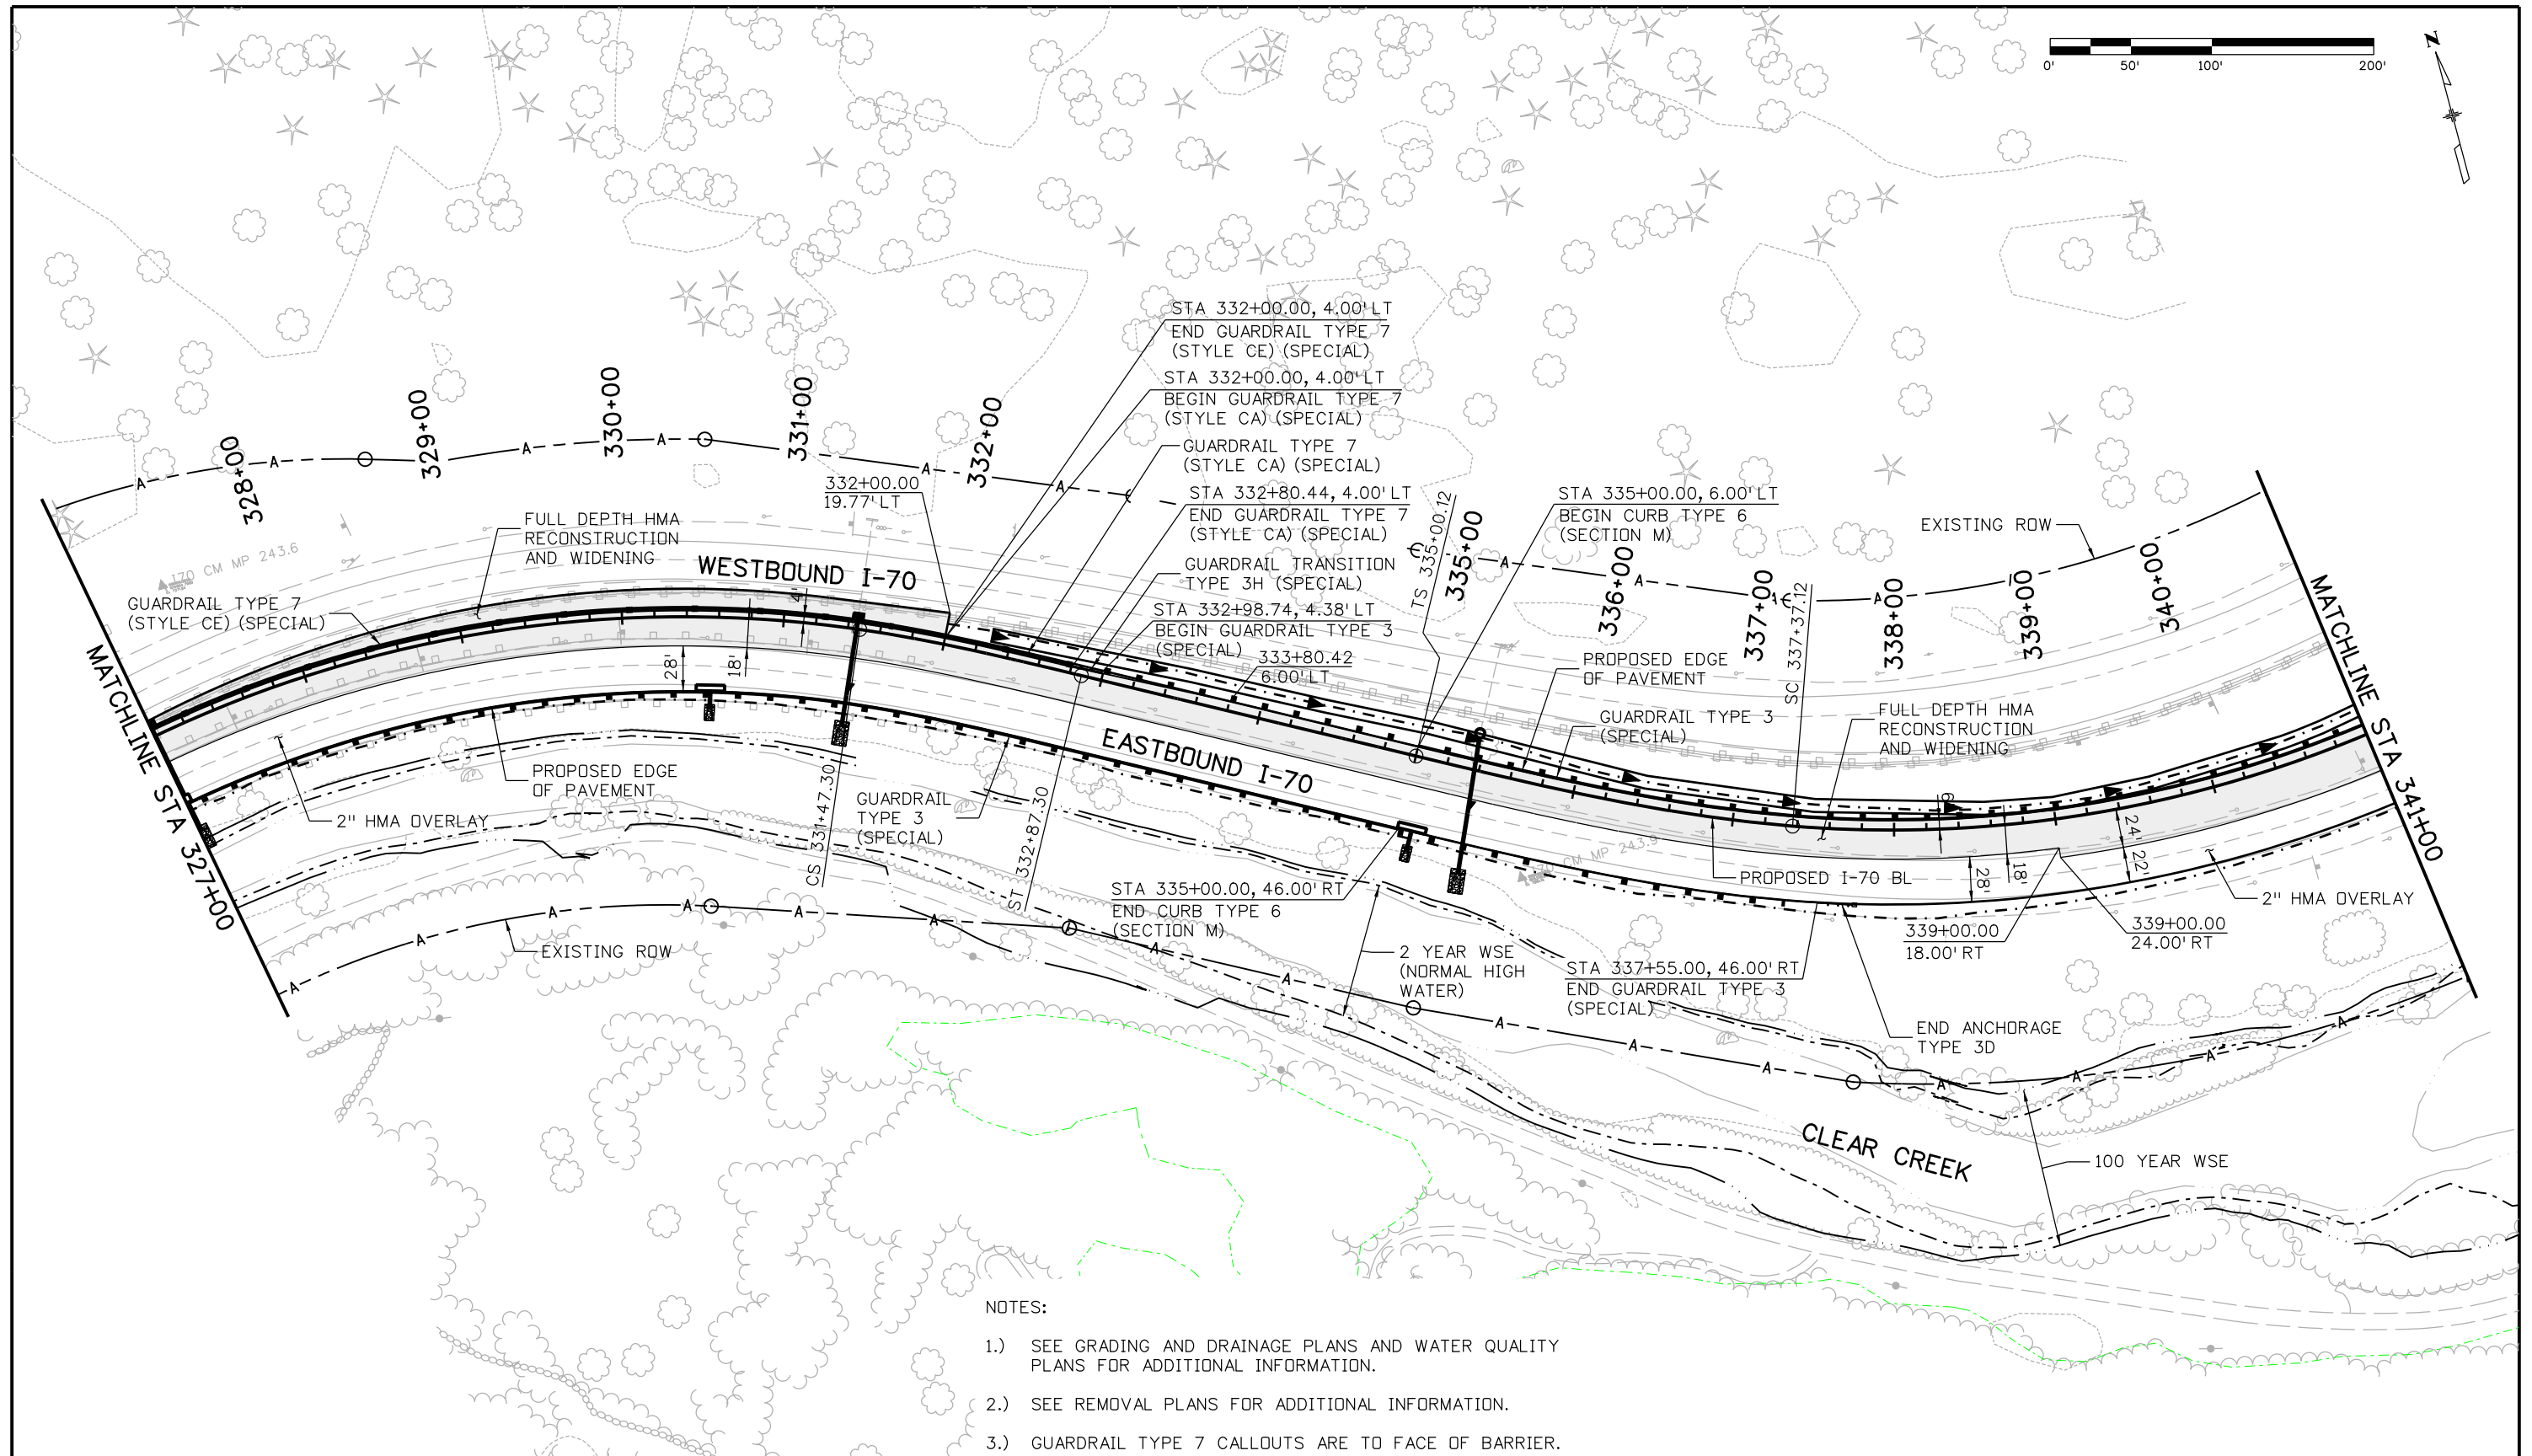 0' 50' 100' 200'
N
STA 332+00.00, 4.00' LT
END GUARDRAIL TYPE 7
(STYLE CE) (SPECIAL)
STA 332+00.00, 4.00' LT
BEGIN GUARDRAIL TYPE 7
(STYLE CA) (SPECIAL)
GUARDRAIL TYPE 7
(STYLE CA) (SPECIAL)
STA 332+80.44, 4.00' LT
END GUARDRAIL TYPE 7
(STYLE CA) (SPECIAL)
GUARDRAIL TRANSITION
TYPE 3H (SPECIAL)
STA 332+98.74, 4.38' LT
BEGIN GUARDRAIL TYPE 3
(SPECIAL)
333+80.42
6.00' LT
328+00
329+00
330+00
331+00
332+00
335+00
336+00
337+00
338+00
339+00
340+00
332+00.00
19.77' LT
TS 335+00.12
STA 335+00.00, 6.00' LT
BEGIN CURB TYPE 6
(SECTION M)
EXISTING ROW
SC 337+37.12
FULL DEPTH HMA
RECONSTRUCTION
AND WIDENING
WESTBOUND I-70
I70 CM MP 243.6
GUARDRAIL TYPE 7
(STYLE CE) (SPECIAL)
MATCHLINE STA 327+00
MATCHLINE STA 341+00
4'
18'
28'
PROPOSED EDGE
OF PAVEMENT
GUARDRAIL TYPE 3
(SPECIAL)
FULL DEPTH HMA
RECONSTRUCTION
AND WIDENING
EASTBOUND I-70
PROPOSED EDGE
OF PAVEMENT
2" HMA OVERLAY
GUARDRAIL
TYPE 3
(SPECIAL)
CS 331+47.30
ST 332+87.30
I70 CM MP 243.9
6'
18'
28'
24'
22'
PROPOSED I-70 BL
STA 335+00.00, 46.00' RT
END CURB TYPE 6
(SECTION M)
2" HMA OVERLAY
339+00.00
18.00' RT
339+00.00
24.00' RT
EXISTING ROW
2 YEAR WSE
(NORMAL HIGH
WATER)
STA 337+55.00, 46.00' RT
END GUARDRAIL TYPE 3
(SPECIAL)
END ANCHORAGE
TYPE 3D
CLEAR CREEK
100 YEAR WSE
A A A A A A
A A A A A
A A A A A A A A A A A A A A
NOTES:
1.) SEE GRADING AND DRAINAGE PLANS AND WATER QUALITY
PLANS FOR ADDITIONAL INFORMATION.
2.) SEE REMOVAL PLANS FOR ADDITIONAL INFORMATION.
3.) GUARDRAIL TYPE 7 CALLOUTS ARE TO FACE OF BARRIER.